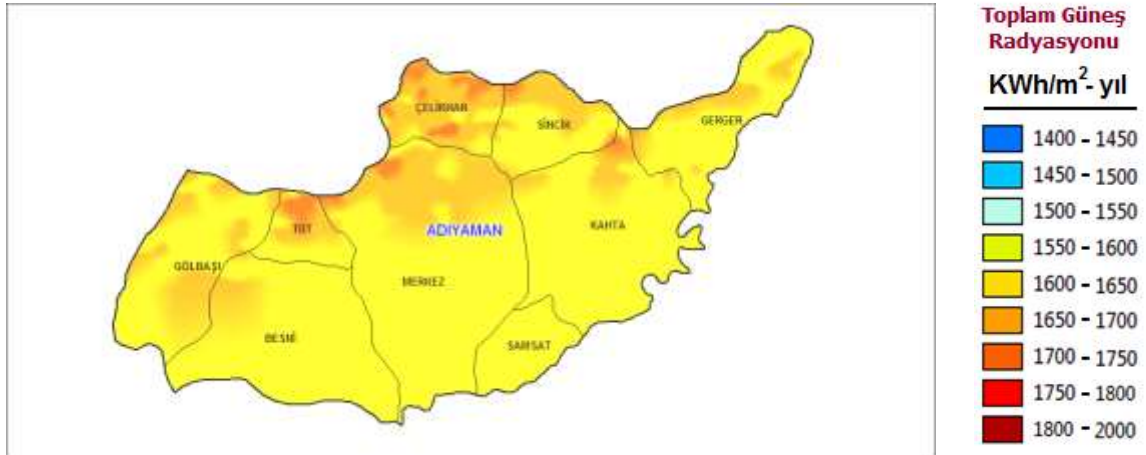 Toplam Güneş
Radyasyonu
KWh/m²- yıl
1400 - 1450
1450 - 1500
1500 - 1550
1550 - 1600
1600 - 1650
1650 - 1700
1700 - 1750
1750 - 1800
1800 - 2000
ÇELİKHAN
SİNCİK
GERGER
TUT
ADIYAMAN
KAHTA
GÖLBAŞI
MERKEZ
BESNİ
SAMSAT